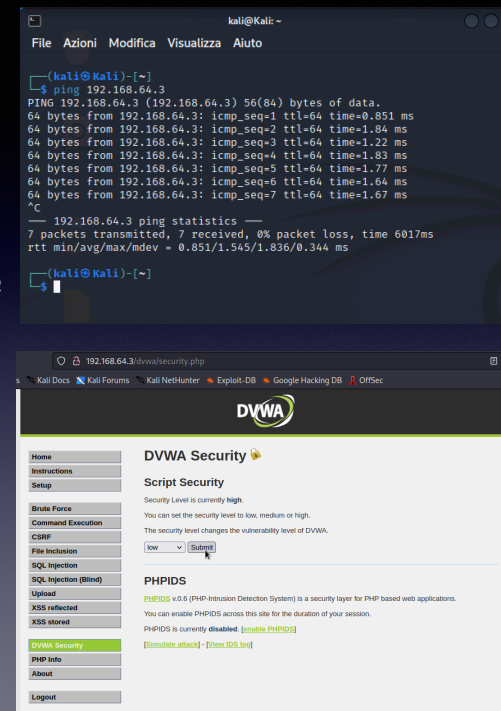 kali@Kali: ~
File Azioni Modifica Visualizza Aiuto
(kali㉿Kali)-[~]
$ ping 192.168.64.3
PING 192.168.64.3 (192.168.64.3) 56(84) bytes of data.
64 bytes from 192.168.64.3: icmp_seq=1 ttl=64 time=0.851 ms
64 bytes from 192.168.64.3: icmp_seq=2 ttl=64 time=1.84 ms
64 bytes from 192.168.64.3: icmp_seq=3 ttl=64 time=1.22 ms
64 bytes from 192.168.64.3: icmp_seq=4 ttl=64 time=1.83 ms
64 bytes from 192.168.64.3: icmp_seq=5 ttl=64 time=1.77 ms
64 bytes from 192.168.64.3: icmp_seq=6 ttl=64 time=1.64 ms
64 bytes from 192.168.64.3: icmp_seq=7 ttl=64 time=1.67 ms
^C
— 192.168.64.3 ping statistics —
7 packets transmitted, 7 received, 0% packet loss, time 6017ms
rtt min/avg/max/mdev = 0.851/1.545/1.836/0.344 ms
(kali㉿Kali)-[~]
$
192.168.64.3/dvwa/security.php
s Kali Docs Kali Forums Kali NetHunter Exploit-DB Google Hacking DB OffSec
DVWA
Home
Instructions
Setup
Brute Force
Command Execution
CSRF
File Inclusion
SQL Injection
SQL Injection (Blind)
Upload
XSS reflected
XSS stored
DVWA Security
PHP Info
About
Logout
DVWA Security
Script Security
Security Level is currently high.
You can set the security level to low, medium or high.
The security level changes the vulnerability level of DVWA.
low Submit
PHPIDS
PHPIDS v.0.6 (PHP-Intrusion Detection System) is a security layer for PHP based web applications.
You can enable PHPIDS across this site for the duration of your session.
PHPIDS is currently disabled. [enable PHPIDS]
[Simulate attack] - [View IDS log]